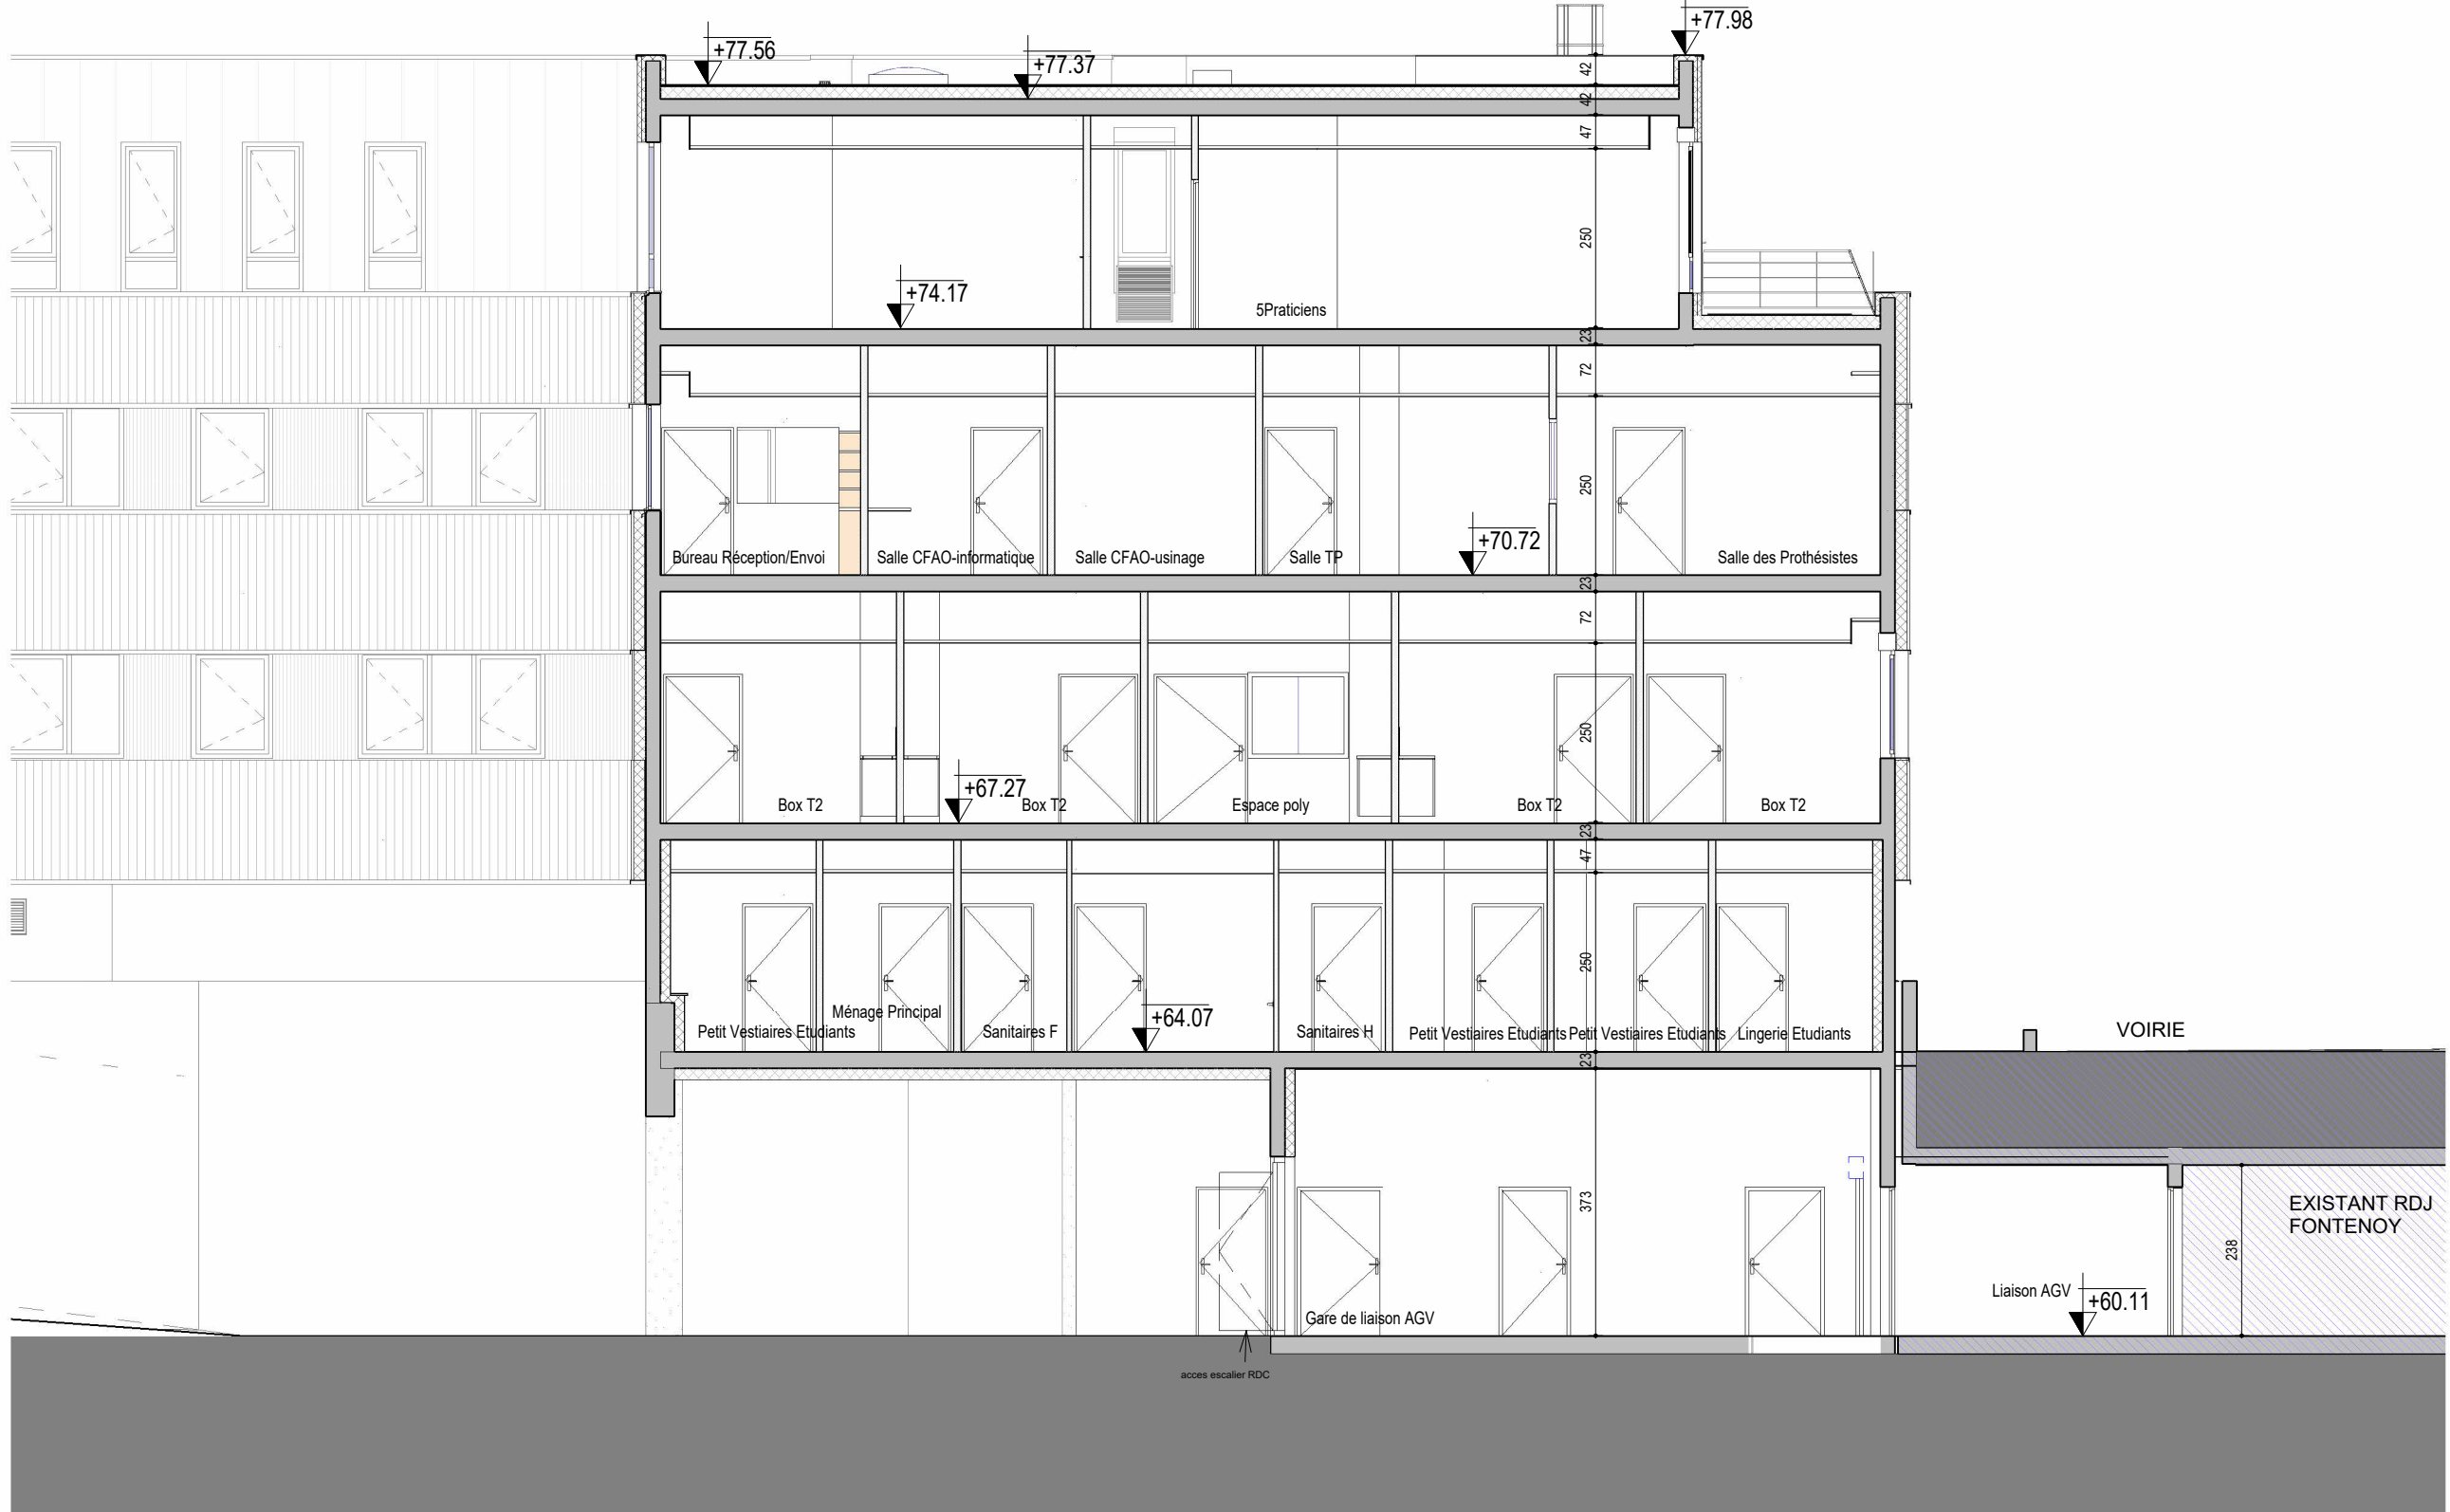 +77.98
+77.56
+77.37
42
42
47
250
+74.17
5Praticiens
23
72
250
+70.72
Bureau Réception/Envoi
Salle CFAO-informatique
Salle CFAO-usinage
Salle TP
Salle des Prothésistes
23
72
250
+67.27
Box T2
Box T2
Espace poly
Box T2
Box T2
23
47
250
Ménage Principal
+64.07
Petit Vestiaires Etudiants
Sanitaires F
Sanitaires H
Petit Vestiaires Etudiants
Petit Vestiaires Etudiants
Lingerie Etudiants
VOIRIE
23
373
EXISTANT RDJ
FONTENOY
238
Liaison AGV
+60.11
Gare de liaison AGV
acces escalier RDC